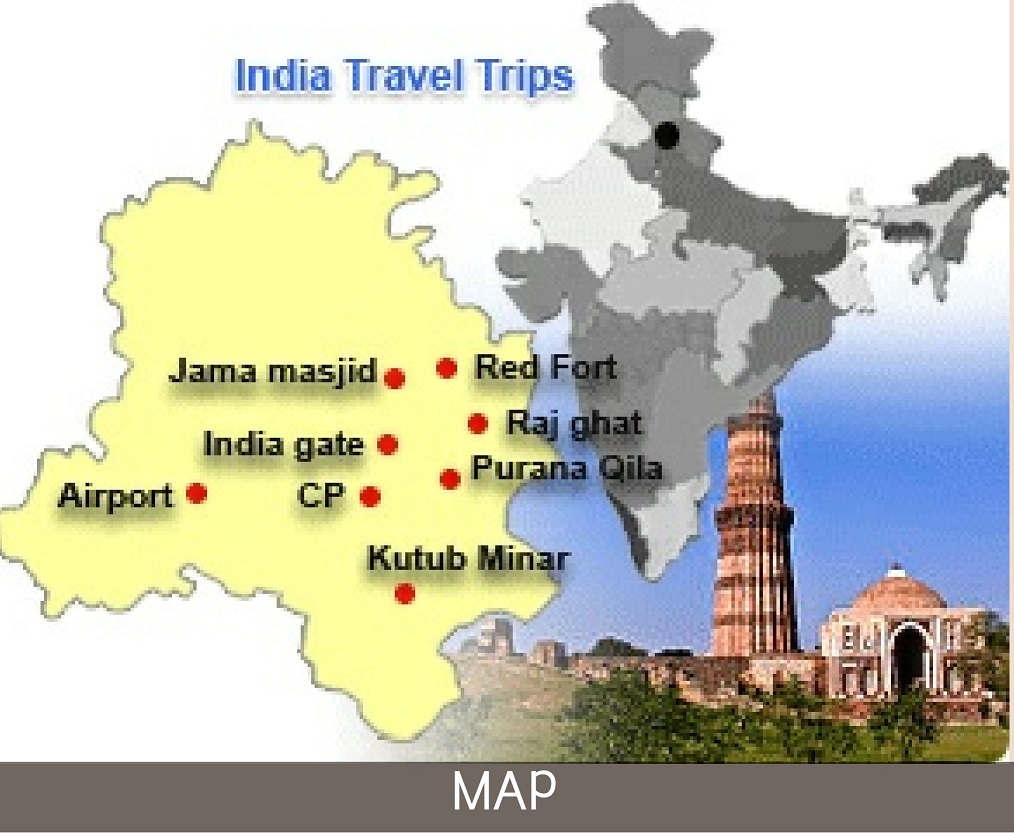 India Travel Trips
Jama masjid
Red Fort
Raj ghat
India gate
Purana Qila
Airport
CP
Kutub Minar
MAP